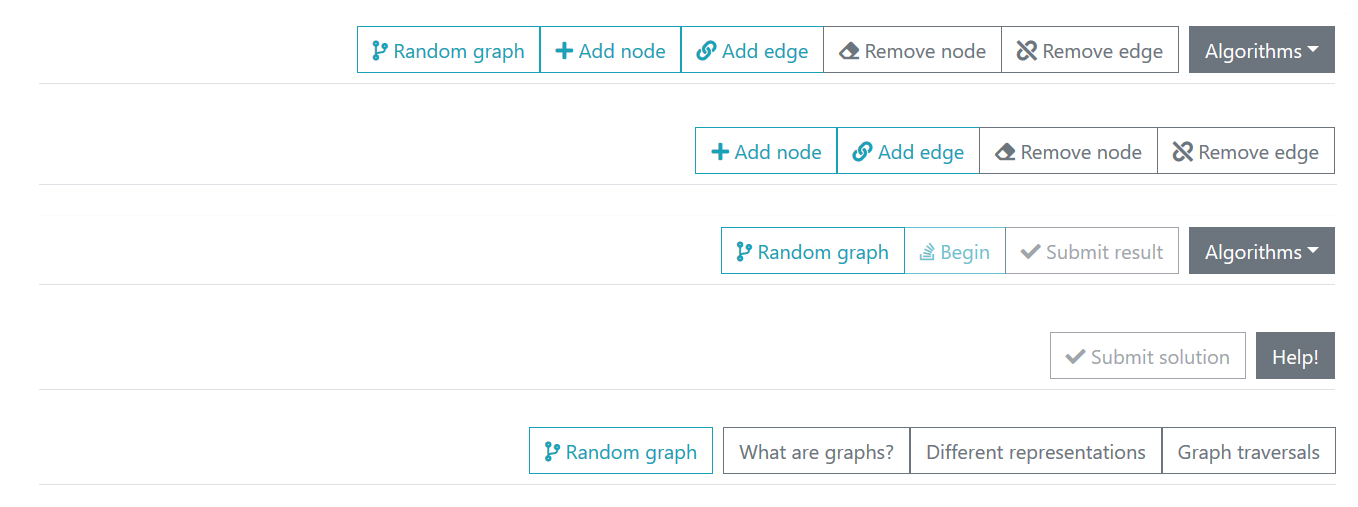 Random graph Add node Add edge Remove node Remove edge Algorithms
Add node Add edge Remove node Remove edge
Random graph Begin Submit result Algorithms
Submit solution Help!
Random graph What are graphs? Different representations Graph traversals